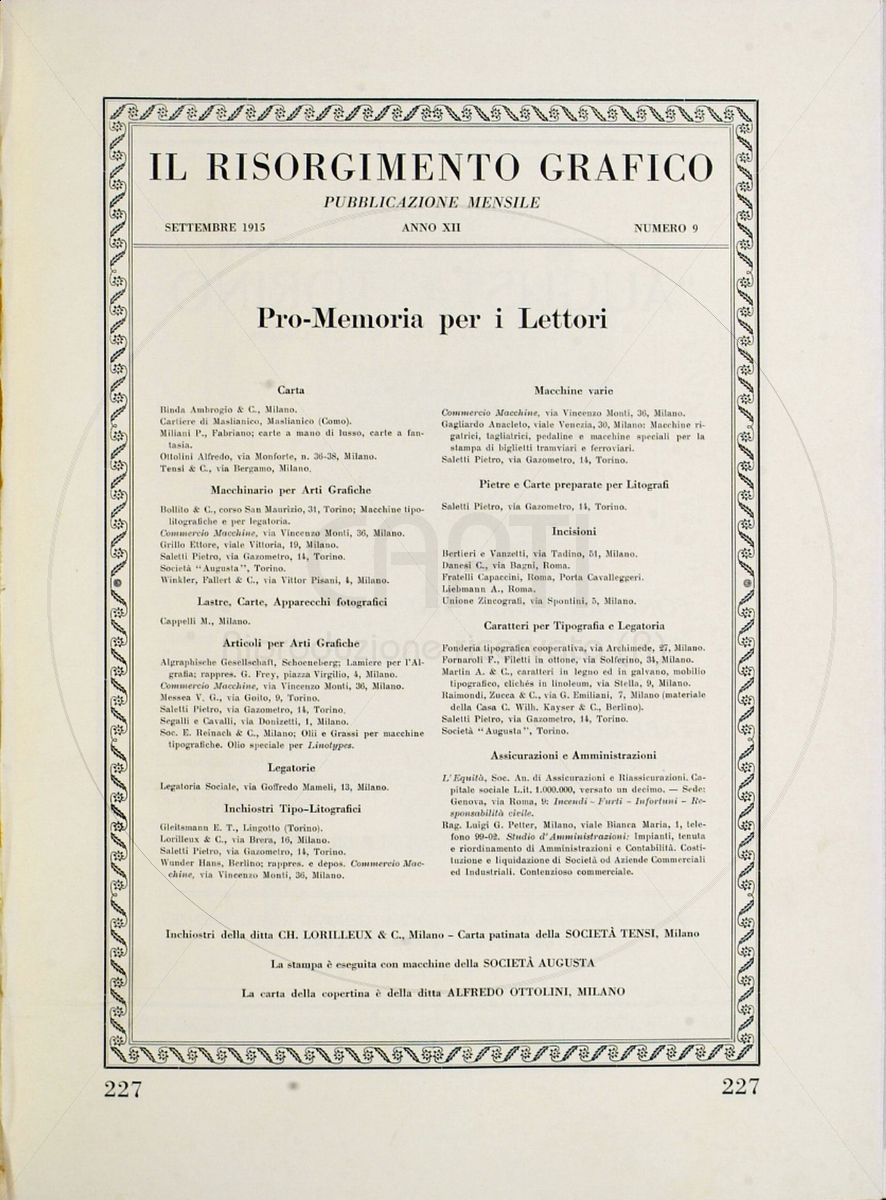 IL RISORGIMENTO GRAFICO
PUBBLICAZIONE MENSILE
SETTEMBRE 1915 ANNO XII NUMERO 9
Pro-Memoria per i Lettori
Carta
Binda Ambrogio & C., Milano.
Cartiere di Maslianico, Maslianico (Como).
Miliani P., Fabriano; carte a mano di lusso, carte a fan-
tasia.
Ottolini Alfredo, via Monforte, n. 36-38, Milano.
Tensi & C., via Bergamo, Milano.
Macchinario per Arti Grafiche
Bollito & C., corso San Maurizio, 31, Torino; Macchine tipo-
litografiche e per legatoria.
Commercio Macchine, via Vincenzo Monti, 36, Milano.
Grillo Ettore, viale Vittoria, 19, Milano.
Saletti Pietro, via Gazometro, 14, Torino.
Società “Augusta”, Torino.
Winkler, Fallert & C., via Vittor Pisani, 4, Milano.
Lastre, Carte, Apparecchi fotografici
Cappelli M., Milano.
Articoli per Arti Grafiche
Algraphische Gesellschaft, Schoeneberg; Lamiere per l'Al-
grafia; rappres. G. Frey, piazza Virgilio, 4, Milano.
Commercio Macchine, via Vincenzo Monti, 36, Milano.
Messea V. G., via Goito, 9, Torino.
Saletti Pietro, via Gazometro, 14, Torino.
Segalli e Cavalli, via Donizetti, 1, Milano.
Soc. E. Reinach & C., Milano; Olii e Grassi per macchine
tipografiche. Olio speciale per Linotypes.
Legatorie
Legatoria Sociale, via Goffredo Mameli, 13, Milano.
Inchiostri Tipo-Litografici
Gleitsmann E. T., Lingotto (Torino).
Lorilleux & C., via Brera, 16, Milano.
Saletti Pietro, via Gazometro, 14, Torino.
Wunder Hans, Berlino; rappres. e depos. Commercio Mac-
chine, via Vincenzo Monti, 36, Milano.
Macchine varie
Commercio Macchine, via Vincenzo Monti, 36, Milano.
Gagliardo Anacleto, viale Venezia, 30, Milano: Macchine ri-
gatrici, tagliatrici, pedaline e macchine speciali per la
stampa di biglietti tramviari e ferroviari.
Saletti Pietro, via Gazometro, 14, Torino.
Pietre e Carte preparate per Litografi
Saletti Pietro, via Gazometro, 14, Torino.
Incisioni
Bertieri e Vanzetti, via Tadino, 51, Milano.
Danesi C., via Bagni, Roma.
Fratelli Capaccini, Roma, Porta Cavalleggeri.
Liebmann A., Roma.
Unione Zincografi, via Spontini, 5, Milano.
Caratteri per Tipografia e Legatoria
Fonderia tipografica cooperativa, via Archimede, 27, Milano.
Fornaroli F., Filetti in ottone, via Solferino, 34, Milano.
Martin A. & C., caratteri in legno ed in galvano, mobilio
tipografico, clichés in linoleum, via Stella, 9, Milano.
Raimondi, Zucca & C., via G. Emiliani, 7, Milano (materiale
della Casa C. Wilh. Kayser & C., Berlino).
Saletti Pietro, via Gazometro, 14, Torino.
Società “Augusta”, Torino.
Assicurazioni e Amministrazioni
L'Equità, Soc. An. di Assicurazioni e Riassicurazioni. Ca-
pitale sociale L.it. 1.000.000, versato un decimo. — Sede:
Genova, via Roma, 9: Incendi - Furti - Infortuni - Re-
sponsabilità civile.
Rag. Luigi G. Petter, Milano, viale Bianca Maria, 1, tele-
fono 99-02. Studio d'Amministrazioni: Impianti, tenuta
e riordinamento di Amministrazioni e Contabilità. Costi-
tuzione e liquidazione di Società od Aziende Commerciali
ed Industriali. Contenzioso commerciale.
Inchiostri della ditta CH. LORILLEUX & C., Milano - Carta patinata della SOCIETÀ TENSI, Milano
La stampa è eseguita con macchine della SOCIETÀ AUGUSTA
La carta della copertina è della ditta ALFREDO OTTOLINI, MILANO
227 227